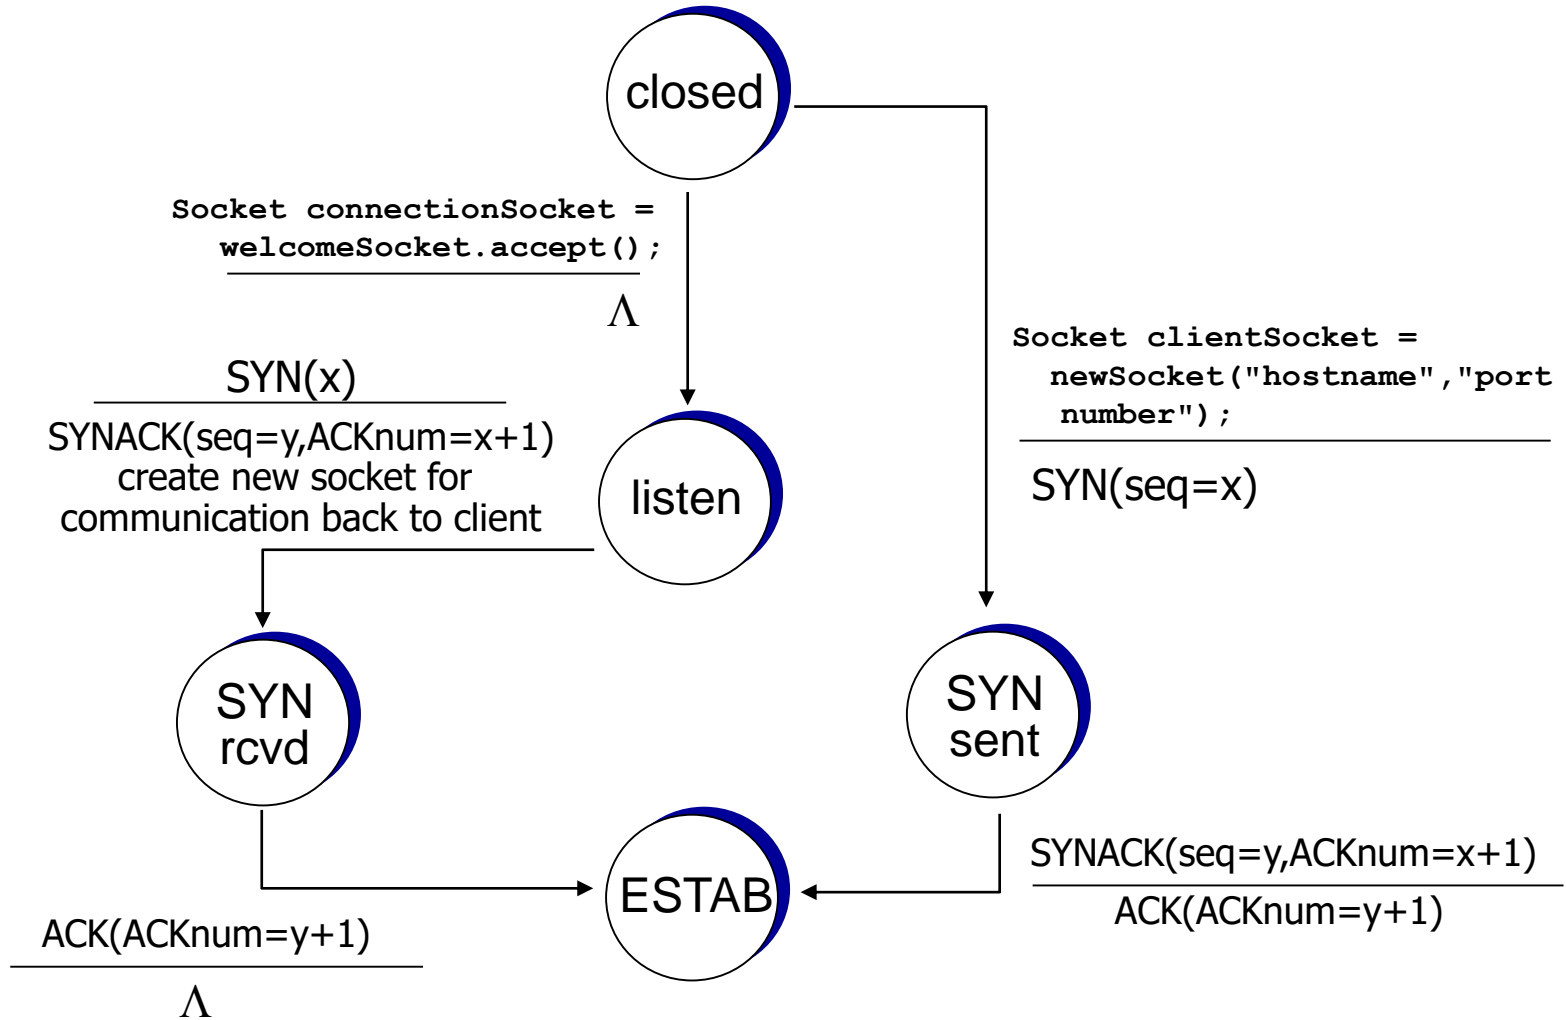 closed
Socket connectionSocket =
welcomeSocket.accept();
Λ
Socket clientSocket =
newSocket("hostname","port
number");
SYN(seq=x)
SYN(x)
SYNACK(seq=y,ACKnum=x+1)
create new socket for
communication back to client
listen
SYN
rcvd
SYN
sent
ESTAB
SYNACK(seq=y,ACKnum=x+1)
ACK(ACKnum=y+1)
ACK(ACKnum=y+1)
Λ